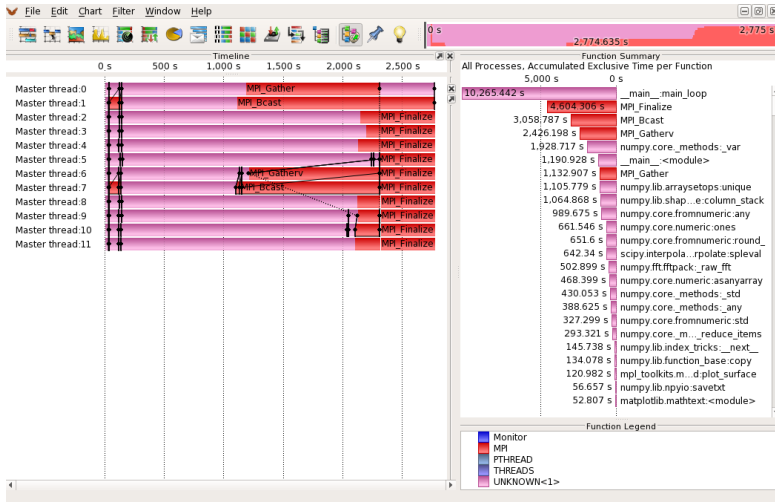 File Edit Chart Filter Window Help
0 s 2,775 s
2,774.635 s
Timeline
0 s 500 s 1,000 s 1,500 s 2,000 s 2,500 s
Master thread:0 MPI_Gather
Master thread:1 MPI_Bcast
Master thread:2 MPI_Finalize
Master thread:3 MPI_Finalize
Master thread:4 MPI_Finalize
Master thread:5 MPI_Finalize
Master thread:6 MPI_Gatherv MPI_Finalize
Master thread:7 MPI_Bcast MPI_Finalize
Master thread:8 MPI_Finalize
Master thread:9 MPI_Finalize
Master thread:10 MPI_Finalize
Master thread:11 MPI_Finalize
Function Summary
All Processes, Accumulated Exclusive Time per Function
5,000 s 0 s
10,265.442 s __main__:main_loop
4,604.306 s MPI_Finalize
3,058.787 s MPI_Bcast
2,426.198 s MPI_Gatherv
1,928.717 s numpy.core._methods:_var
1,190.928 s __main__:<module>
1,132.907 s MPI_Gather
1,105.779 s numpy.lib.arraysetops:unique
1,064.868 s numpy.lib.shap...e:column_stack
989.675 s numpy.core.fromnumeric:any
661.546 s numpy.core.numeric:ones
651.6 s numpy.core.fromnumeric:round_
642.34 s scipy.interpola...rpolate:spleval
502.899 s numpy.fft.fftpack:_raw_fft
468.399 s numpy.core.numeric:asanyarray
430.053 s numpy.core._methods:_std
388.625 s numpy.core._methods:_any
327.299 s numpy.core.fromnumeric:std
293.321 s numpy.core._m..._reduce_items
145.738 s numpy.lib.index_tricks:__next__
134.078 s numpy.lib.function_base:copy
120.982 s mpl_toolkits.m...d:plot_surface
56.657 s numpy.lib.npyio:savetxt
52.807 s matplotlib.mathtext:<module>
Function Legend
Monitor
MPI
PTHREAD
THREADS
UNKNOWN<1>